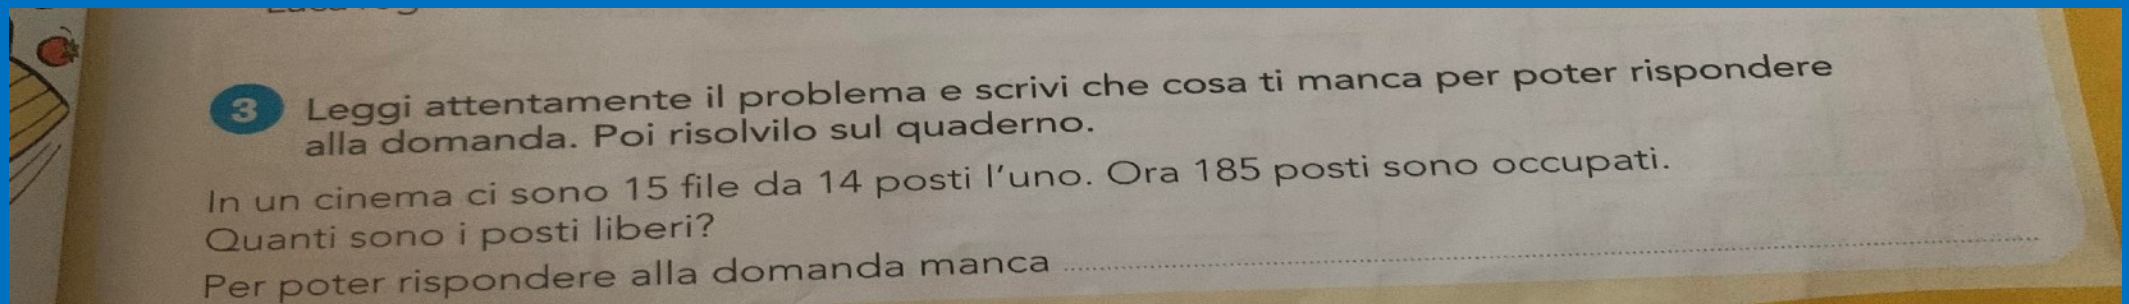 3 Leggi attentamente il problema e scrivi che cosa ti manca per poter rispondere
alla domanda. Poi risolvilo sul quaderno.
In un cinema ci sono 15 file da 14 posti l'uno. Ora 185 posti sono occupati.
Quanti sono i posti liberi?
Per poter rispondere alla domanda manca